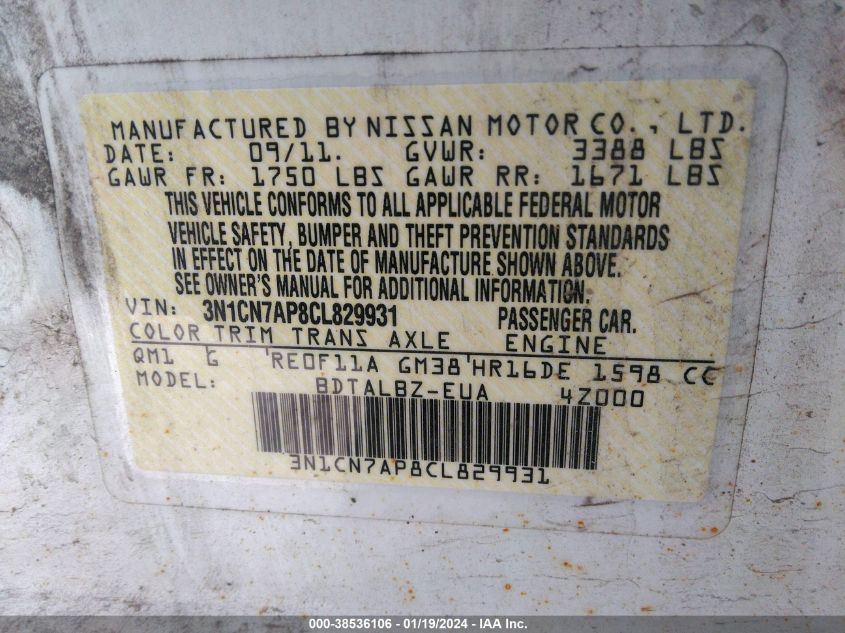 MANUFACTURED BY NISSAN MOTOR CO., LTD.
DATE: 09/11. GVWR: 3388 LBS
GAWR FR: 1750 LBS GAWR RR: 1671 LBS
THIS VEHICLE CONFORMS TO ALL APPLICABLE FEDERAL MOTOR
VEHICLE SAFETY, BUMPER AND THEFT PREVENTION STANDARDS
IN EFFECT ON THE DATE OF MANUFACTURE SHOWN ABOVE.
SEE OWNER'S MANUAL FOR ADDITIONAL INFORMATION.
VIN: 3N1CN7AP8CL829931 PASSENGER CAR.
COLOR TRIM TRANS AXLE ENGINE
QM1 G RE0F11A GM38 HR16DE 1598 CC
MODEL: BDTALBZ-EUA 4Z000
3N1CN7AP8CL829931
000-38536106 - 01/19/2024 - IAA Inc.